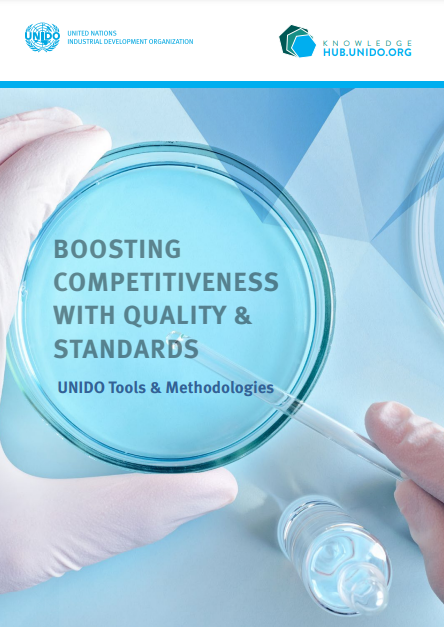 UNIDO
UNITED NATIONS
INDUSTRIAL DEVELOPMENT ORGANIZATION
KNOWLEDGE
HUB.UNIDO.ORG
BOOSTING
COMPETITIVENESS
WITH QUALITY &
STANDARDS
UNIDO Tools & Methodologies